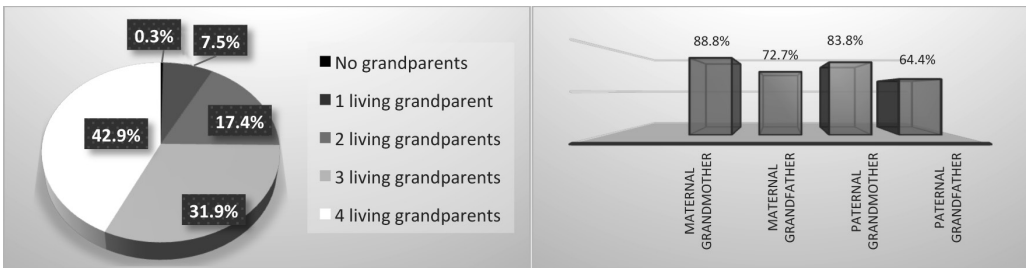 0.3%
7.5%
17.4%
31.9%
42.9%
No grandparents
1 living grandparent
2 living grandparents
3 living grandparents
4 living grandparents
88.8%
72.7%
83.8%
64.4%
MATERNAL
GRANDMOTHER
MATERNAL
GRANDFATHER
PATERNAL
GRANDMOTHER
PATERNAL
GRANDFATHER